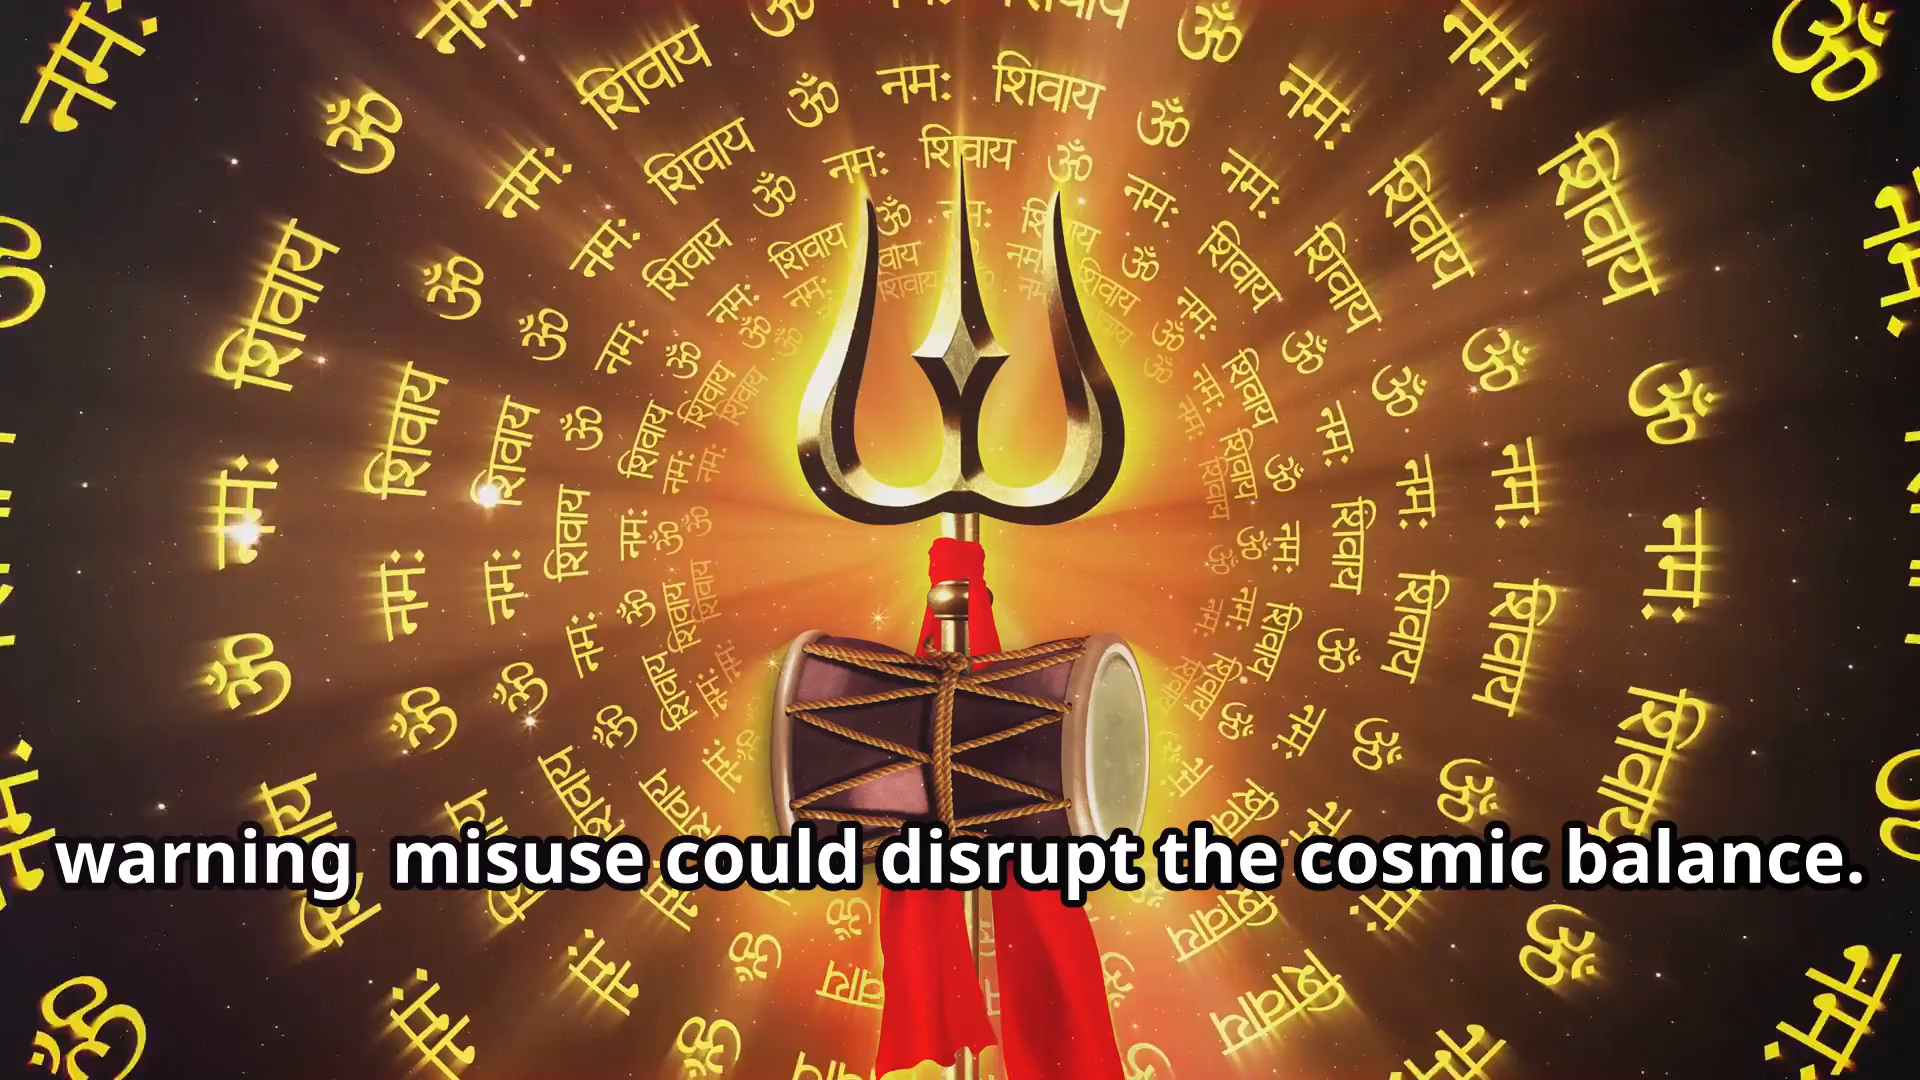 ॐ नमः शिवाय
warning  misuse could disrupt the cosmic balance.